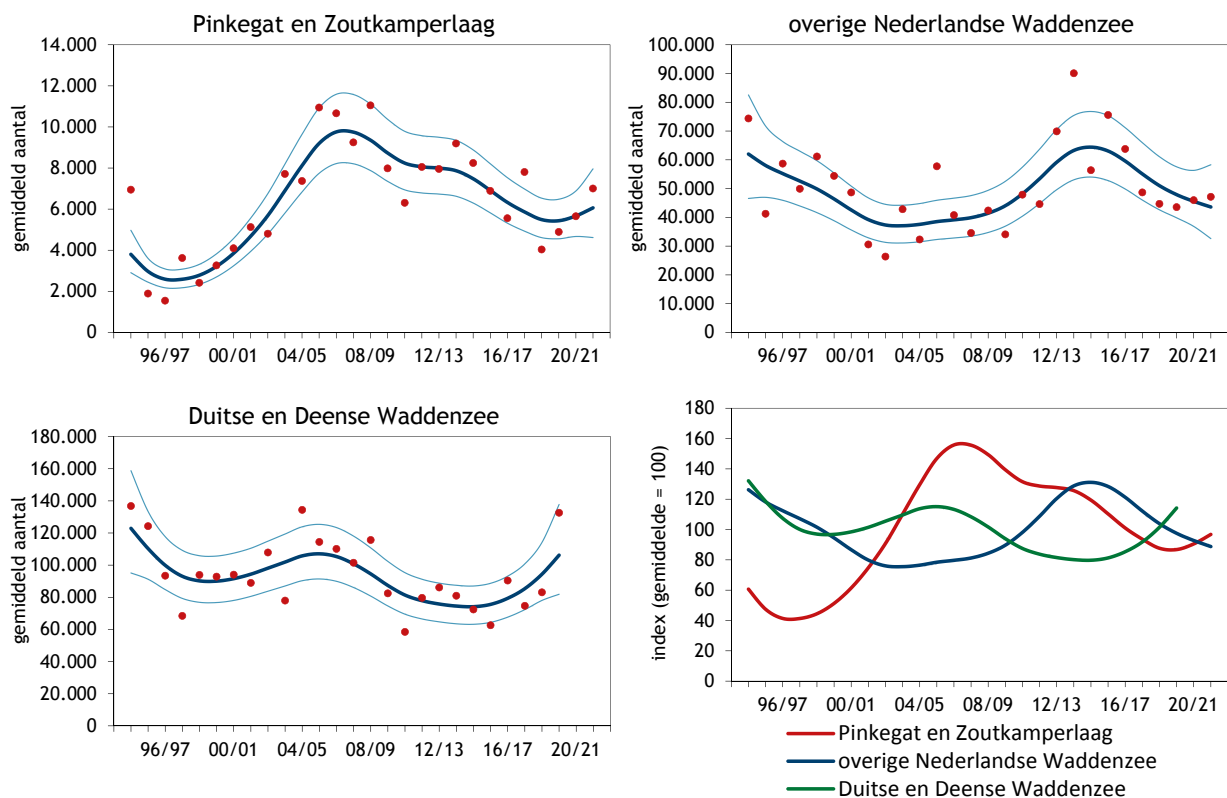 Pinkegat en Zoutkamperlaag
gemiddeld aantal
14.000
12.000
10.000
8.000
6.000
4.000
2.000
0
96/97 00/01 04/05 08/09 12/13 16/17 20/21
overige Nederlandse Waddenzee
gemiddeld aantal
100.000
90.000
80.000
70.000
60.000
50.000
40.000
30.000
20.000
10.000
0
96/97 00/01 04/05 08/09 12/13 16/17 20/21
Duitse en Deense Waddenzee
gemiddeld aantal
180.000
160.000
140.000
120.000
100.000
80.000
60.000
40.000
20.000
0
96/97 00/01 04/05 08/09 12/13 16/17 20/21
index (gemiddelde = 100)
180
160
140
120
100
80
60
40
20
0
96/97 00/01 04/05 08/09 12/13 16/17 20/21
Pinkegat en Zoutkamperlaag
overige Nederlandse Waddenzee
Duitse en Deense Waddenzee